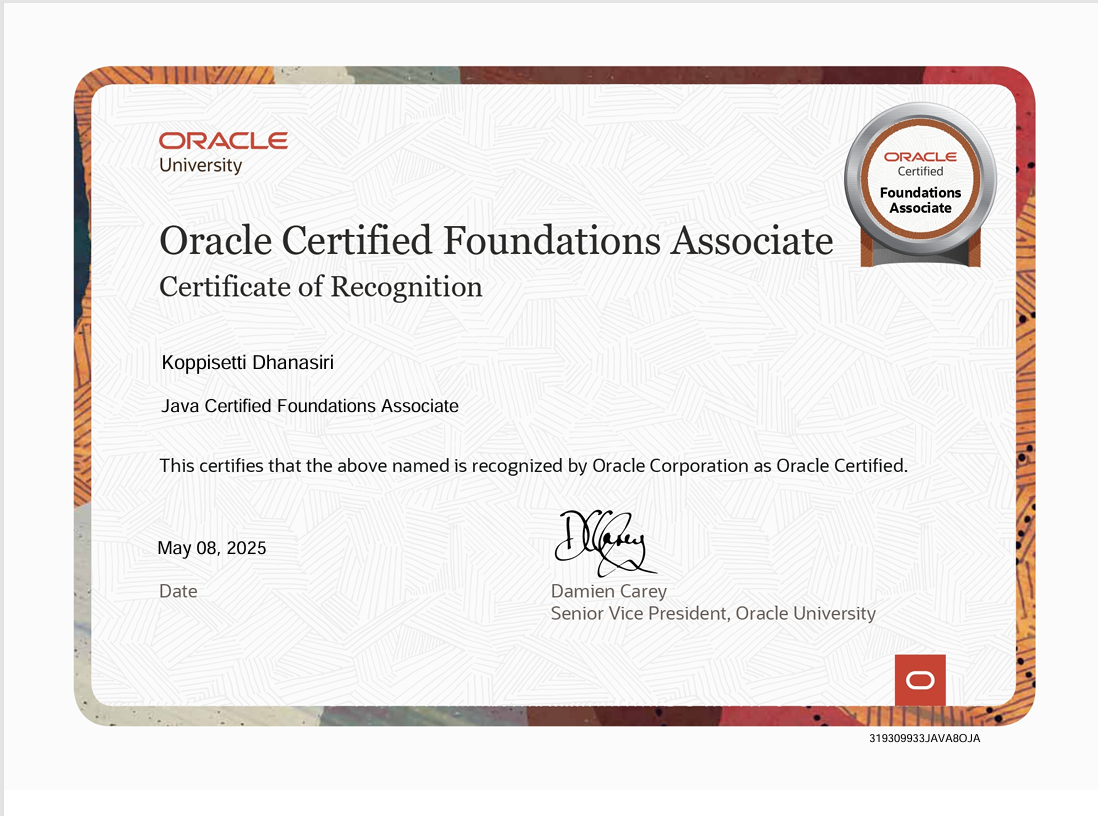 ORACLE
University
ORACLE
Certified
Foundations
Associate
Oracle Certified Foundations Associate
Certificate of Recognition
Koppisetti Dhanasiri
Java Certified Foundations Associate
This certifies that the above named is recognized by Oracle Corporation as Oracle Certified.
May 08, 2025
Date
DCarey
Damien Carey
Senior Vice President, Oracle University
319309933JAVA8OJA